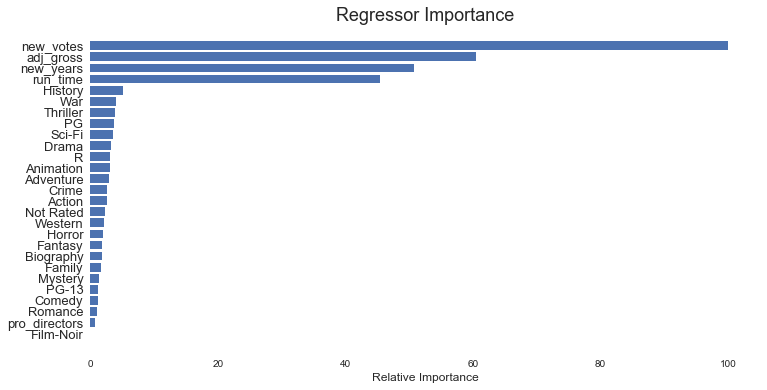 Regressor Importance
new_votes
adj_gross
new_years
run_time
History
War
Thriller
PG
Sci-Fi
Drama
R
Animation
Adventure
Crime
Action
Not Rated
Western
Horror
Fantasy
Biography
Family
Mystery
PG-13
Comedy
Romance
pro_directors
Film-Noir
0 20 40 60 80 100
Relative Importance